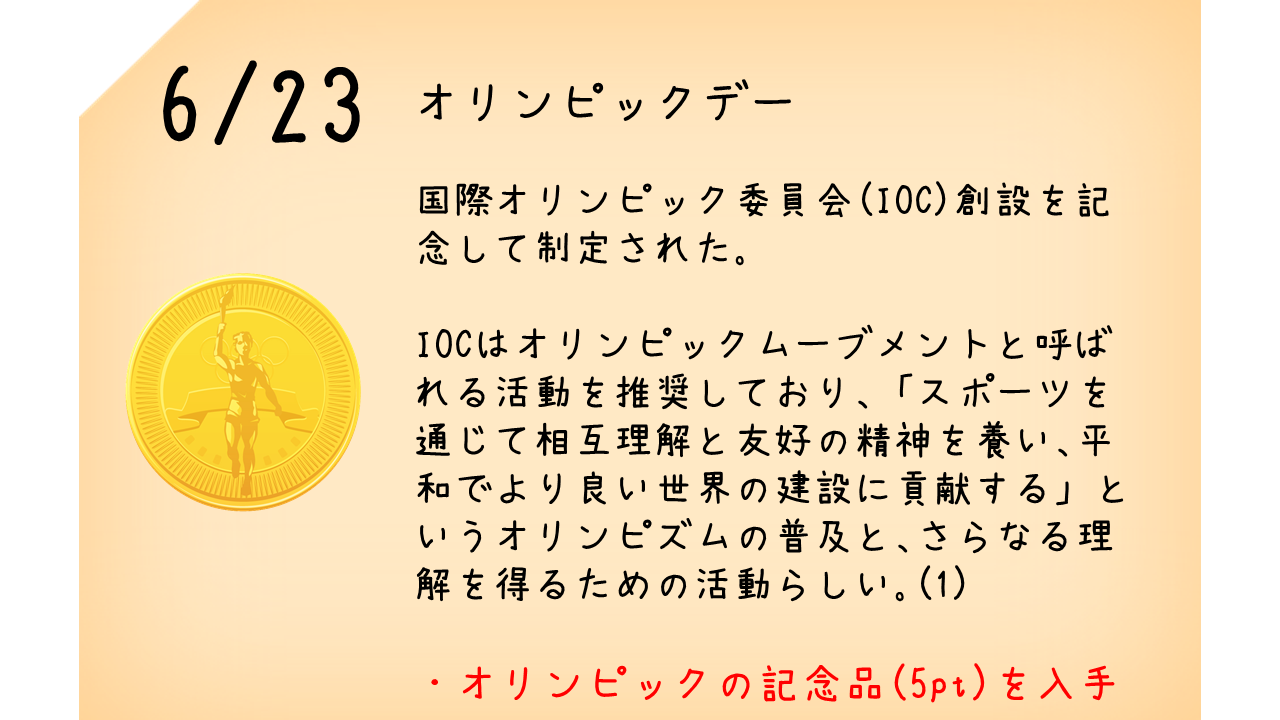 6/23
オリンピックデー
国際オリンピック委員会(IOC)創設を記
念して制定された。
IOCはオリンピックムーブメントと呼ば
れる活動を推奨しており、「スポーツを
通じて相互理解と友好の精神を養い、平
和でより良い世界の建設に貢献する」と
いうオリンピズムの普及と、さらなる理
解を得るための活動らしい。(1)
・オリンピックの記念品(5pt)を入手